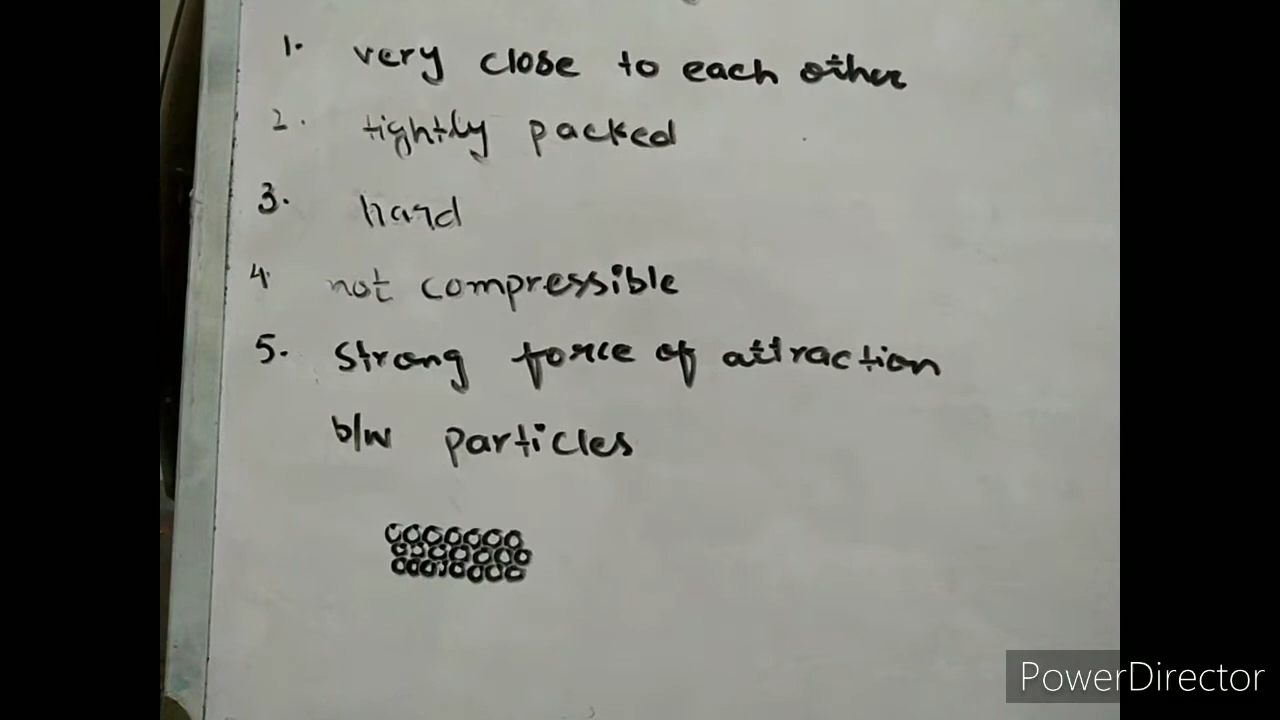 1. very close to each other
2. tightly packed
3. hard
4. not compressible
5. strong force of attraction
b/w particles
PowerDirector